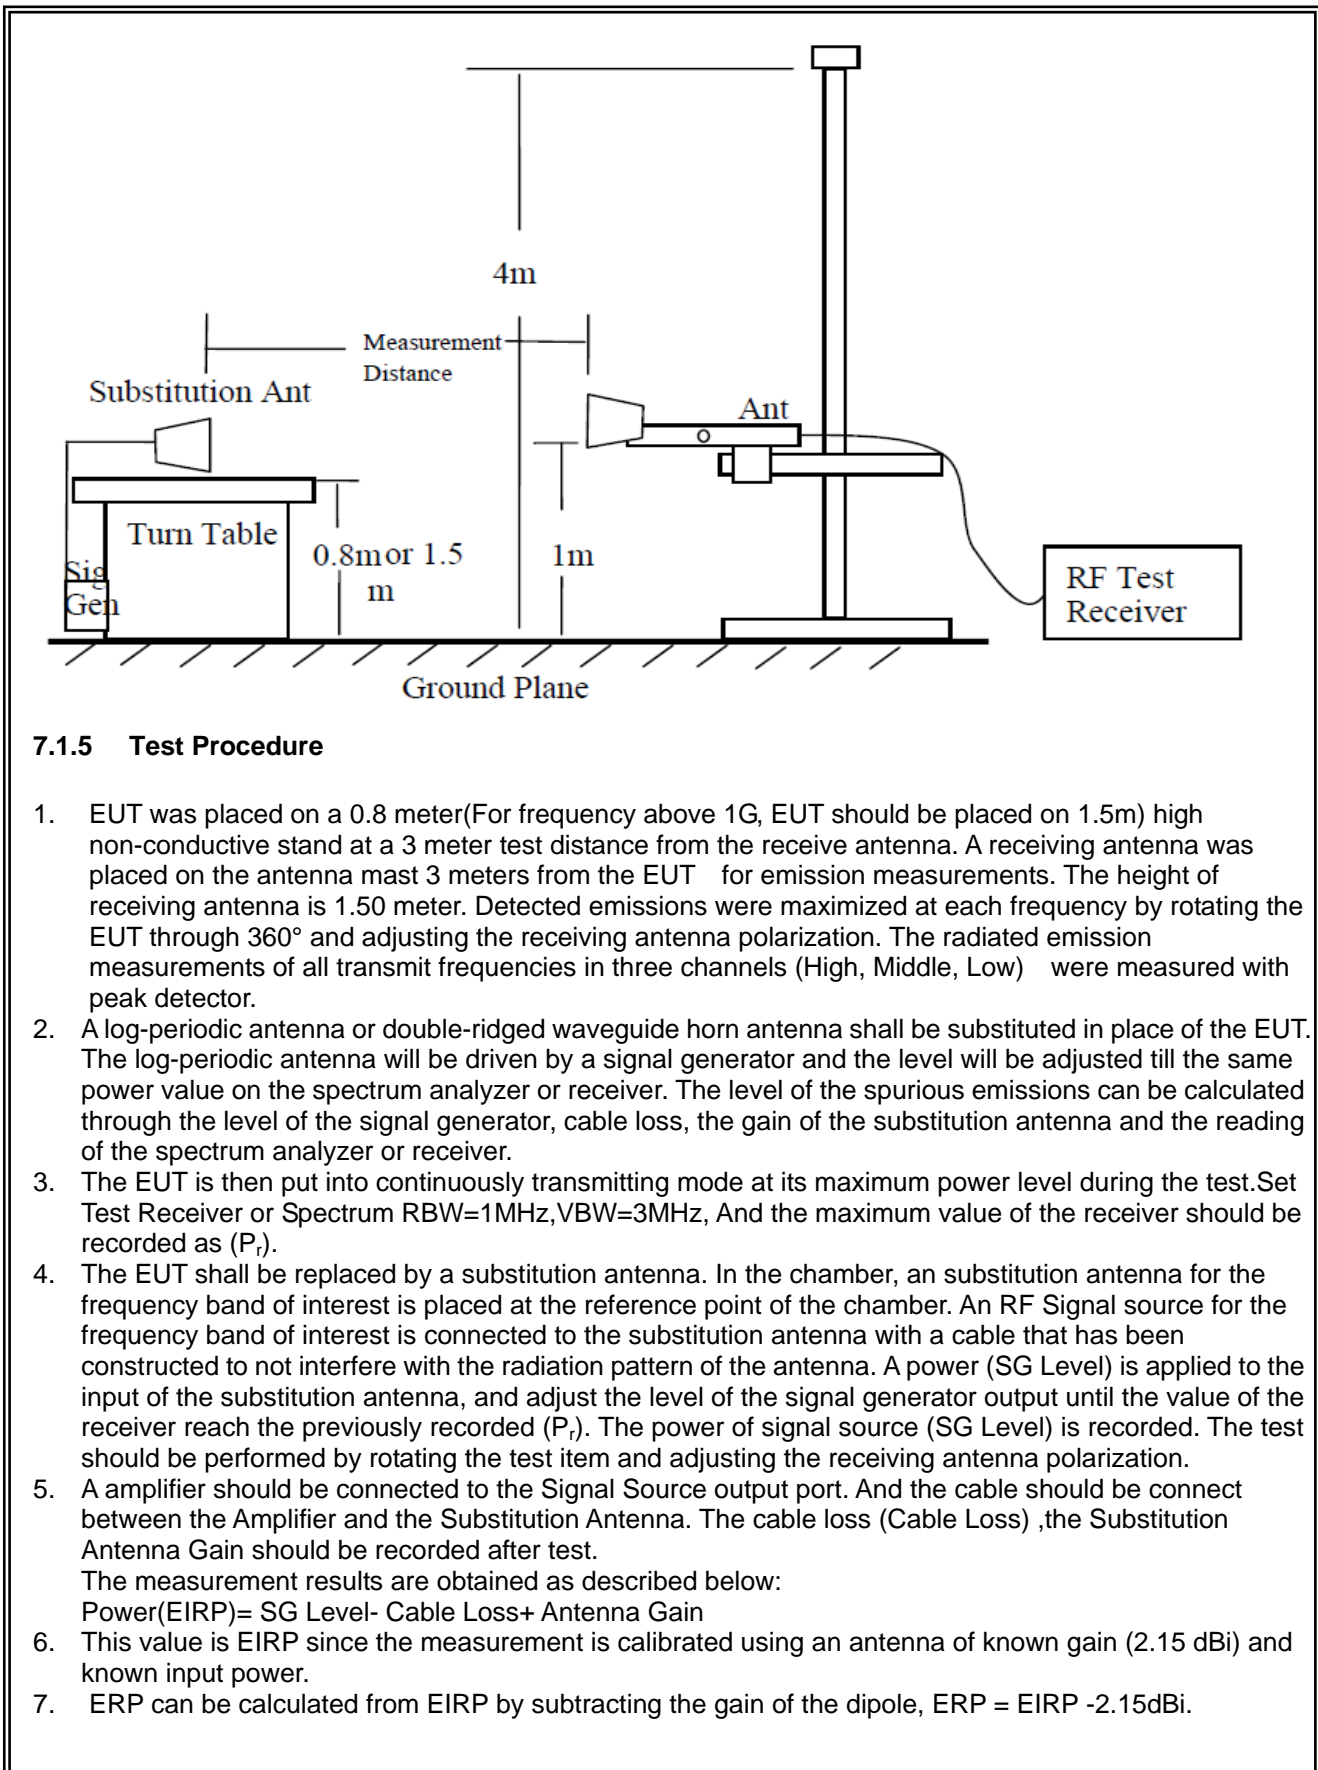 4m
Measurement
Distance
Substitution Ant
Ant
Turn Table
0.8m or 1.5
m
1m
Sig
Gen
RF Test
Receiver
Ground Plane
7.1.5 Test Procedure
1. EUT was placed on a 0.8 meter(For frequency above 1G, EUT should be placed on 1.5m) high
non-conductive stand at a 3 meter test distance from the receive antenna. A receiving antenna was
placed on the antenna mast 3 meters from the EUT for emission measurements. The height of
receiving antenna is 1.50 meter. Detected emissions were maximized at each frequency by rotating the
EUT through 360° and adjusting the receiving antenna polarization. The radiated emission
measurements of all transmit frequencies in three channels (High, Middle, Low) were measured with
peak detector.
2. A log-periodic antenna or double-ridged waveguide horn antenna shall be substituted in place of the EUT.
The log-periodic antenna will be driven by a signal generator and the level will be adjusted till the same
power value on the spectrum analyzer or receiver. The level of the spurious emissions can be calculated
through the level of the signal generator, cable loss, the gain of the substitution antenna and the reading
of the spectrum analyzer or receiver.
3. The EUT is then put into continuously transmitting mode at its maximum power level during the test.Set
Test Receiver or Spectrum RBW=1MHz,VBW=3MHz, And the maximum value of the receiver should be
recorded as (Pr).
4. The EUT shall be replaced by a substitution antenna. In the chamber, an substitution antenna for the
frequency band of interest is placed at the reference point of the chamber. An RF Signal source for the
frequency band of interest is connected to the substitution antenna with a cable that has been
constructed to not interfere with the radiation pattern of the antenna. A power (SG Level) is applied to the
input of the substitution antenna, and adjust the level of the signal generator output until the value of the
receiver reach the previously recorded (Pr). The power of signal source (SG Level) is recorded. The test
should be performed by rotating the test item and adjusting the receiving antenna polarization.
5. A amplifier should be connected to the Signal Source output port. And the cable should be connect
between the Amplifier and the Substitution Antenna. The cable loss (Cable Loss) ,the Substitution
Antenna Gain should be recorded after test.
The measurement results are obtained as described below:
Power(EIRP)= SG Level- Cable Loss+ Antenna Gain
6. This value is EIRP since the measurement is calibrated using an antenna of known gain (2.15 dBi) and
known input power.
7. ERP can be calculated from EIRP by subtracting the gain of the dipole, ERP = EIRP -2.15dBi.